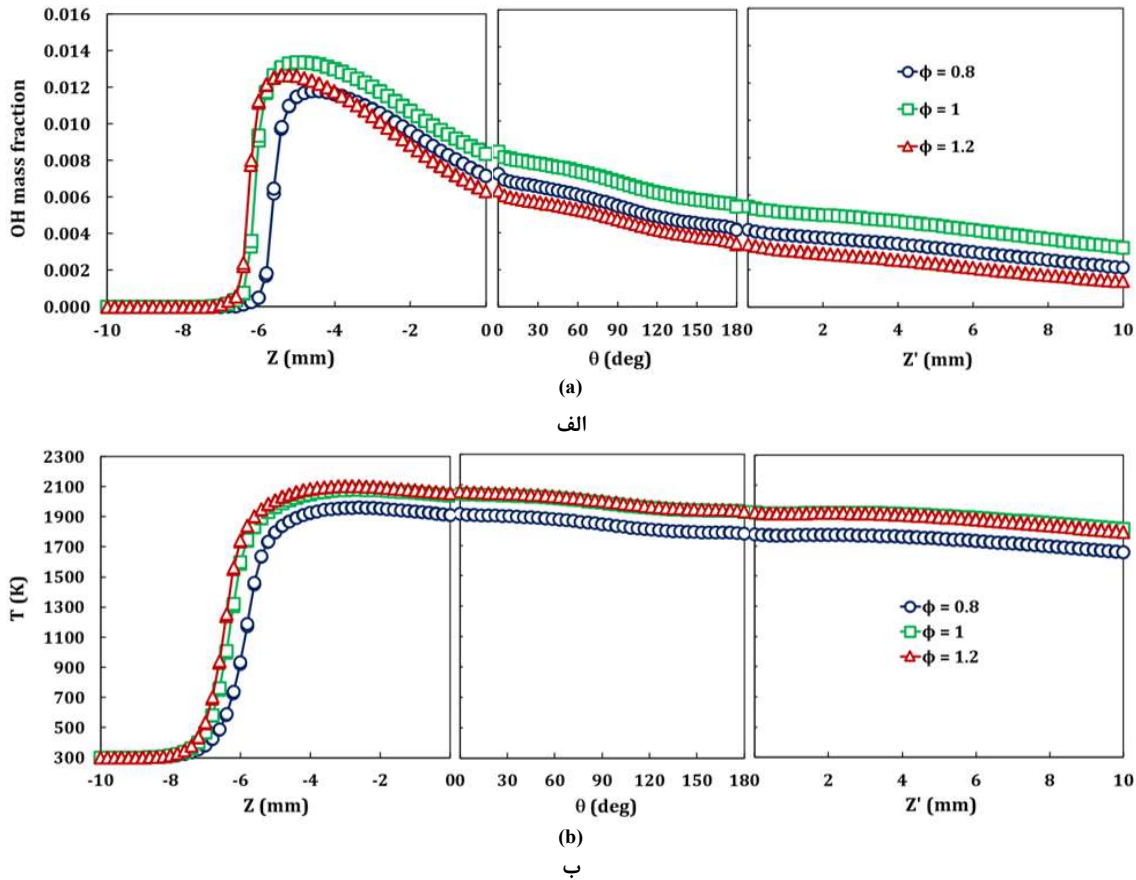 0.016
0.014
0.012
0.010
0.008
0.006
0.004
0.002
0.000
OH mass fraction
ϕ = 0.8
ϕ = 1
ϕ = 1.2
-10 -8 -6 -4 -2 0 0 30 60 90 120 150 180 2 4 6 8 10
Z (mm) θ (deg) Z' (mm)
(a)
الف
2300
2100
1900
1700
1500
1300
1100
900
700
500
300
T (K)
ϕ = 0.8
ϕ = 1
ϕ = 1.2
-10 -8 -6 -4 -2 0 0 30 60 90 120 150 180 2 4 6 8 10
Z (mm) θ (deg) Z' (mm)
(b)
ب